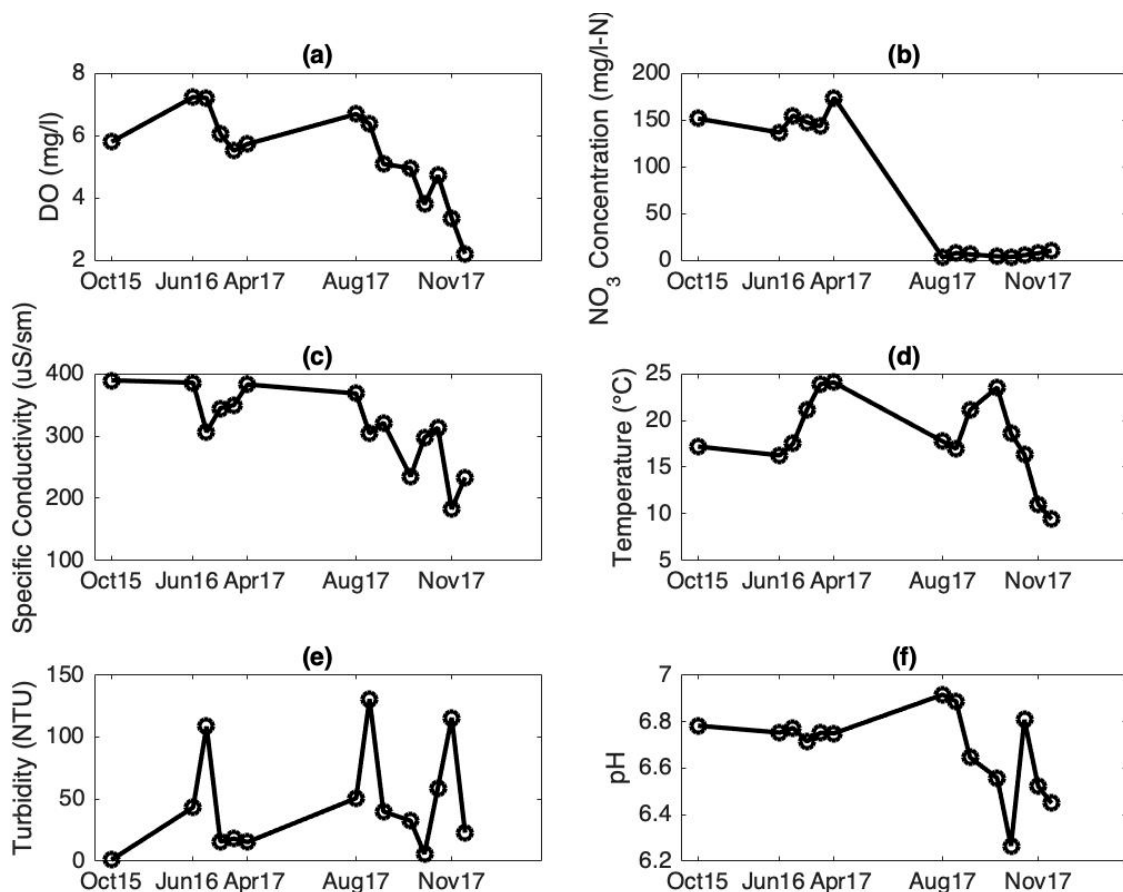 (a)
DO (mg/l)
8
6
4
2
Oct15 Jun16 Apr17 Aug17 Nov17
(b)
NO3 Concentration (mg/l-N)
200
150
100
50
0
Oct15 Jun16 Apr17 Aug17 Nov17
(c)
Specific Conductivity (uS/sm)
400
300
200
100
Oct15 Jun16 Apr17 Aug17 Nov17
(d)
Temperature (°C)
25
20
15
10
5
Oct15 Jun16 Apr17 Aug17 Nov17
(e)
Turbidity (NTU)
150
100
50
0
Oct15 Jun16 Apr17 Aug17 Nov17
(f)
pH
7
6.8
6.6
6.4
6.2
Oct15 Jun16 Apr17 Aug17 Nov17